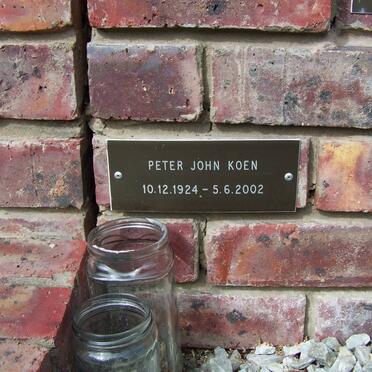 PETER JOHN KOEN
10.12.1924 – 5.6.2002